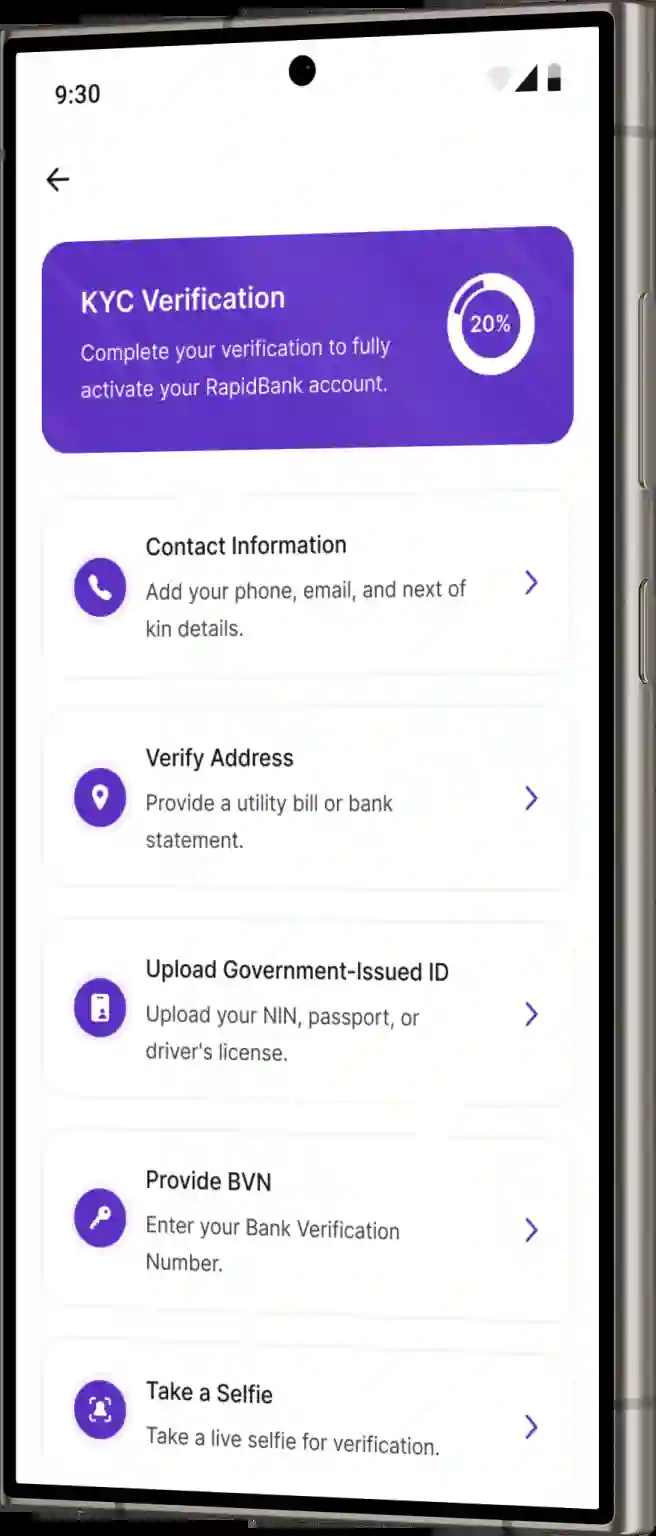 9:30
KYC Verification
Complete your verification to fully
activate your RapidBank account.
20%
Contact Information
Add your phone, email, and next of
kin details.
Verify Address
Provide a utility bill or bank
statement.
Upload Government-Issued ID
Upload your NIN, passport, or
driver's license.
Provide BVN
Enter your Bank Verification
Number.
Take a Selfie
Take a live selfie for verification.